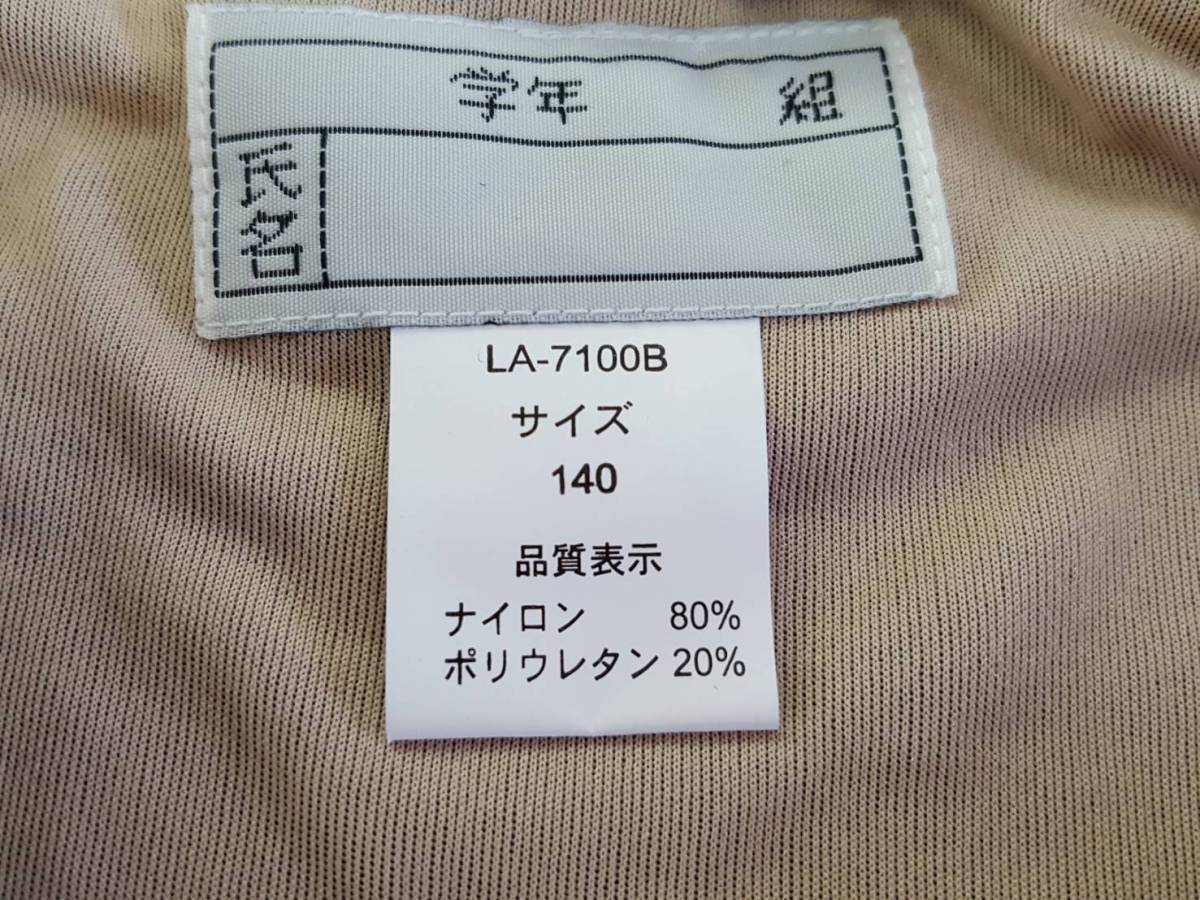 学年 組
氏名
LA-7100B
サイズ
140
品質表示
ナイロン 80%
ポリウレタン 20%